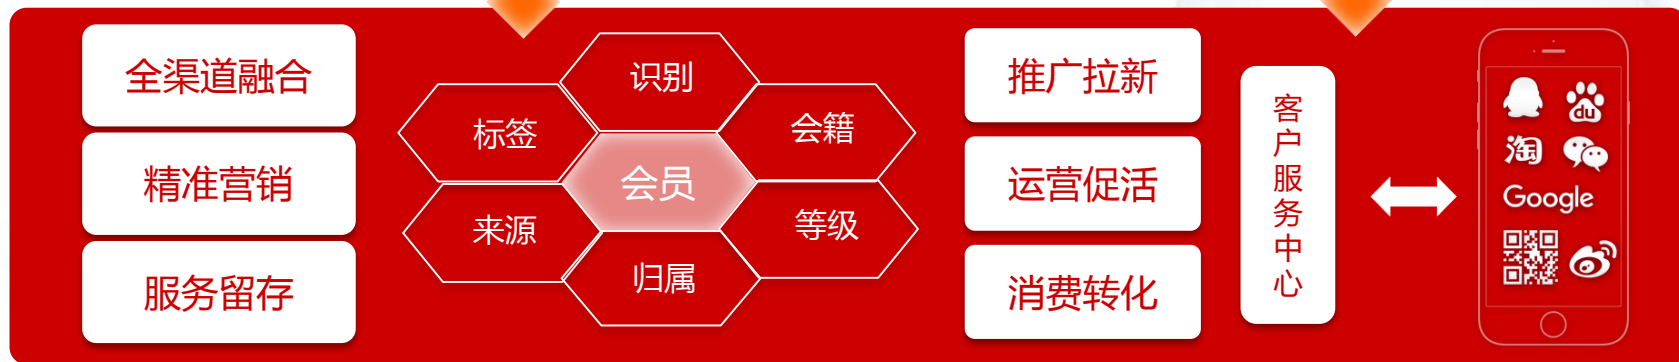 全渠道融合
精准营销
服务留存
识别
标签
会籍
会员
来源
等级
归属
推广拉新
运营促活
消费转化
客户服务中心
du
淘
Google